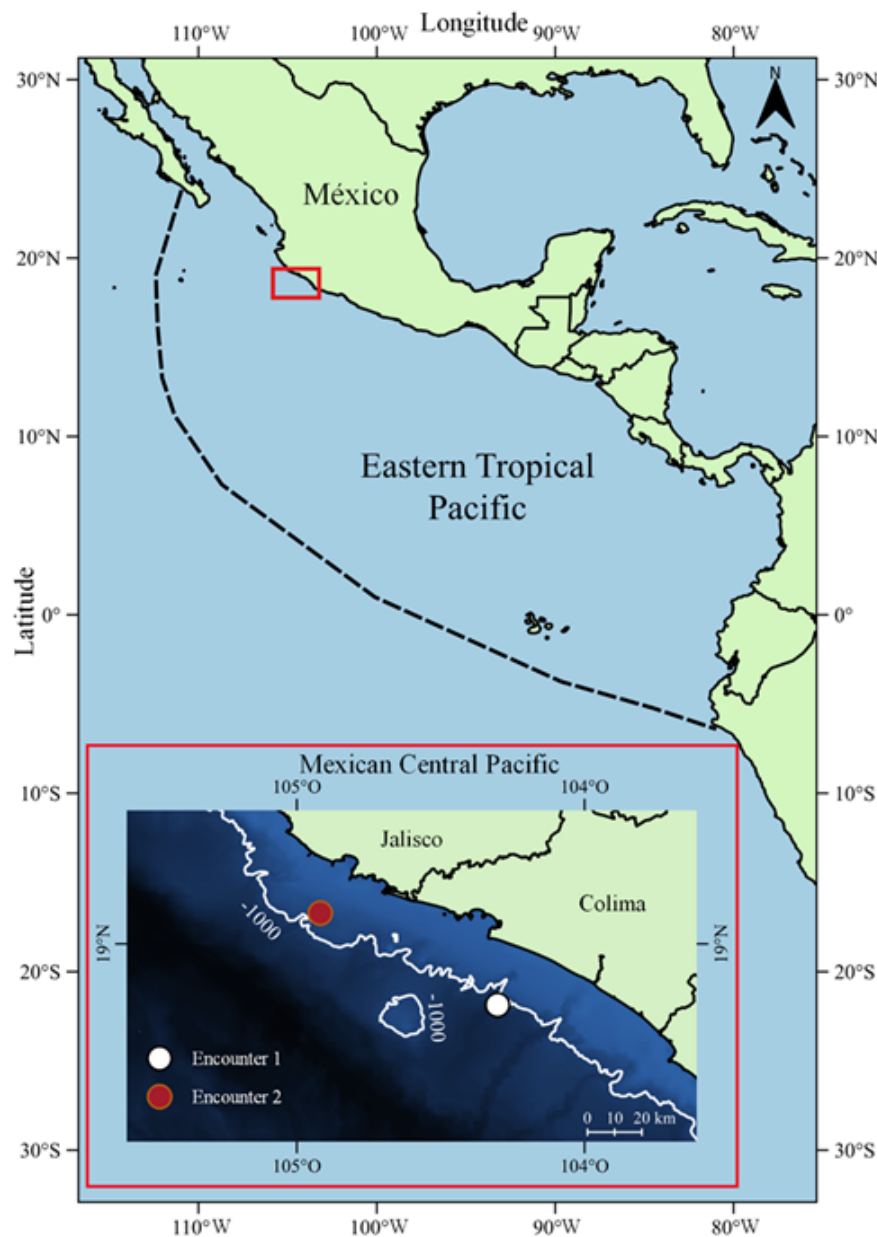 Longitude
110°W 100°W 90°W 80°W
30°N 30°N
N
México
20°N 20°N
10°N 10°N
Eastern Tropical
Pacific
Latitude
0° 0°
Mexican Central Pacific
10°S 10°S
105°O 104°O
Jalisco
Colima
-1000
19°N 19°N
20°S 20°S
-1000
Encounter 1
Encounter 2
0 10 20 km
30°S 30°S
105°O 104°O
110°W 100°W 90°W 80°W